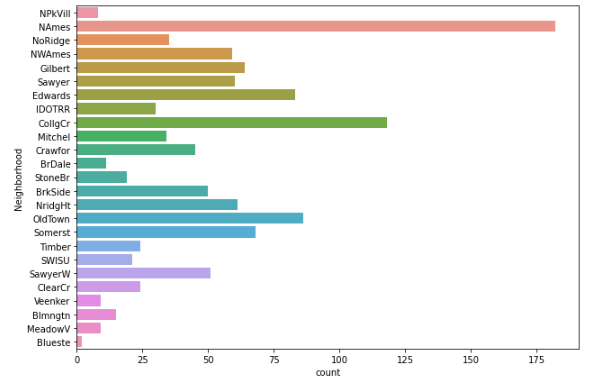 NPkVill
NAmes
NoRidge
NWAmes
Gilbert
Sawyer
Edwards
IDOTRR
CollgCr
Mitchel
Crawfor
BrDale
StoneBr
BrkSide
NridgHt
OldTown
Somerst
Timber
SWISU
SawyerW
ClearCr
Veenker
Blmngtn
MeadowV
Blueste
Neighborhood
0 25 50 75 100 125 150 175
count